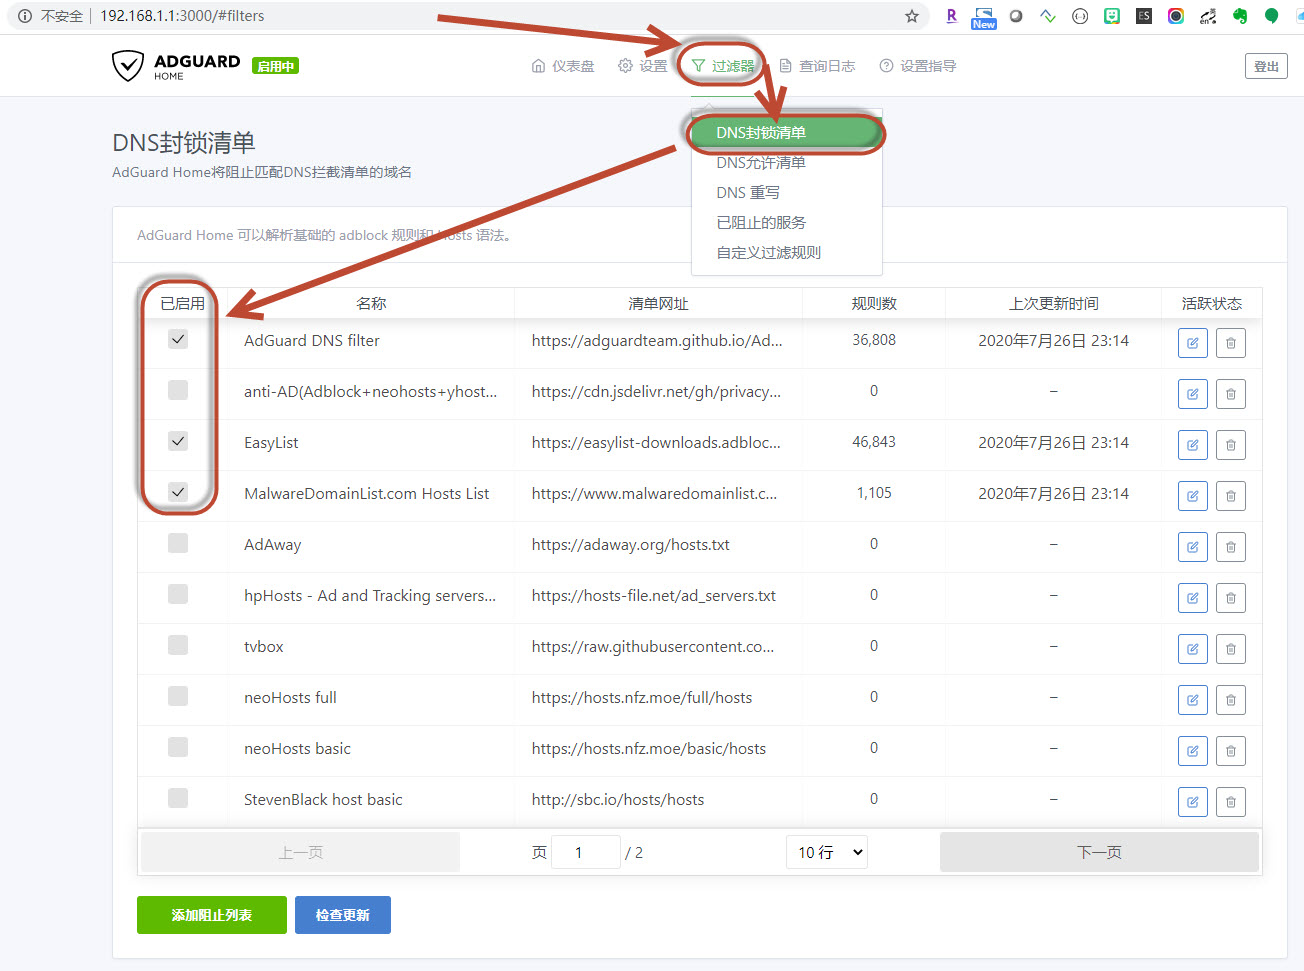 不安全 192.168.1.1:3000/#filters
New
ES
en
ADGUARD
HOME
启用中
仪表盘
设置
过滤器
查询日志
设置指导
登出
DNS封锁清单
DNS允许清单
DNS 重写
已阻止的服务
自定义过滤规则
DNS封锁清单
AdGuard Home将阻止匹配DNS拦截清单的域名
AdGuard Home 可以解析基础的 adblock 规则和 Hosts 语法。
已启用 名称 清单网址 规则数 上次更新时间 活跃状态
AdGuard DNS filter https://adguardteam.github.io/Ad... 36,808 2020年7月26日 23:14
anti-AD(Adblock+neohosts+yhost... https://cdn.jsdelivr.net/gh/privacy... 0 –
EasyList https://easylist-downloads.adbloc... 46,843 2020年7月26日 23:14
MalwareDomainList.com Hosts List https://www.malwaredomainlist.c... 1,105 2020年7月26日 23:14
AdAway https://adaway.org/hosts.txt 0 –
hpHosts - Ad and Tracking servers... https://hosts-file.net/ad_servers.txt 0 –
tvbox https://raw.githubusercontent.co... 0 –
neoHosts full https://hosts.nfz.moe/full/hosts 0 –
neoHosts basic https://hosts.nfz.moe/basic/hosts 0 –
StevenBlack host basic http://sbc.io/hosts/hosts 0 –
上一页 页 1 / 2 10 行 下一页
添加阻止列表 检查更新